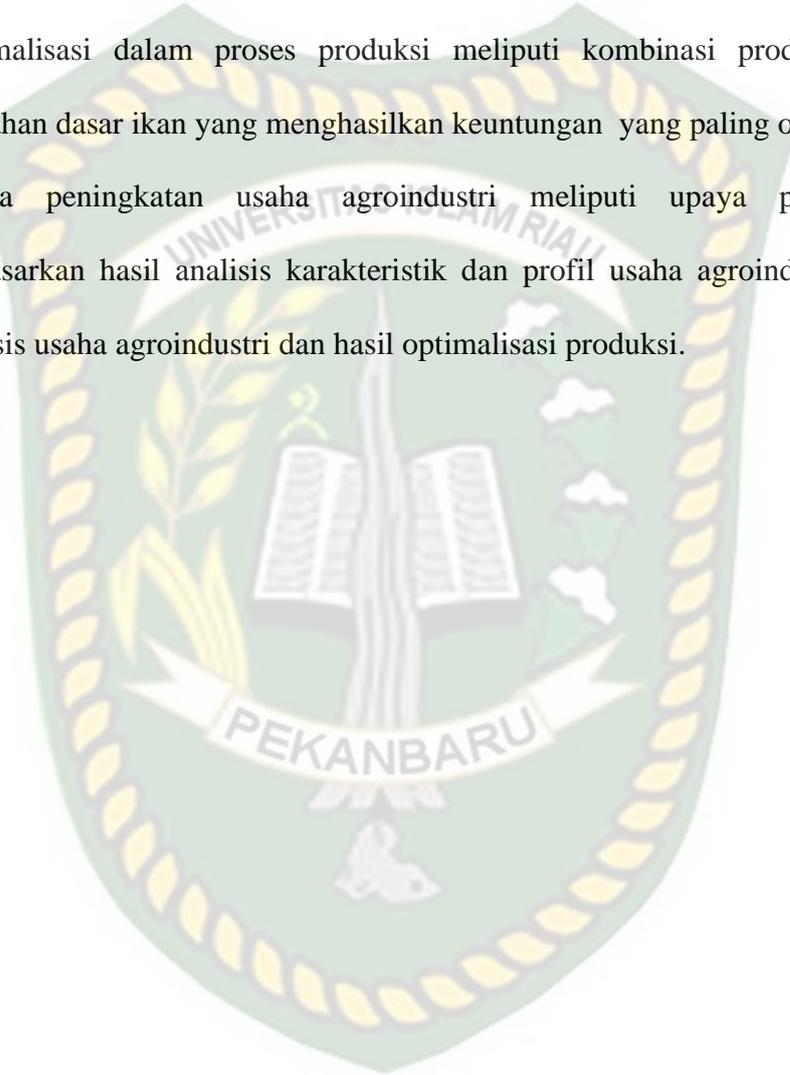 malisasi dalam proses produksi meliputi kombinasi prod
han dasar ikan yang menghasilkan keuntungan yang paling o
a peningkatan usaha agroindustri meliputi upaya p
sarkan hasil analisis karakteristik dan profil usaha agroind
sis usaha agroindustri dan hasil optimalisasi produksi.
UNIVERSITAS ISLAM RIAU
PEKANBARU